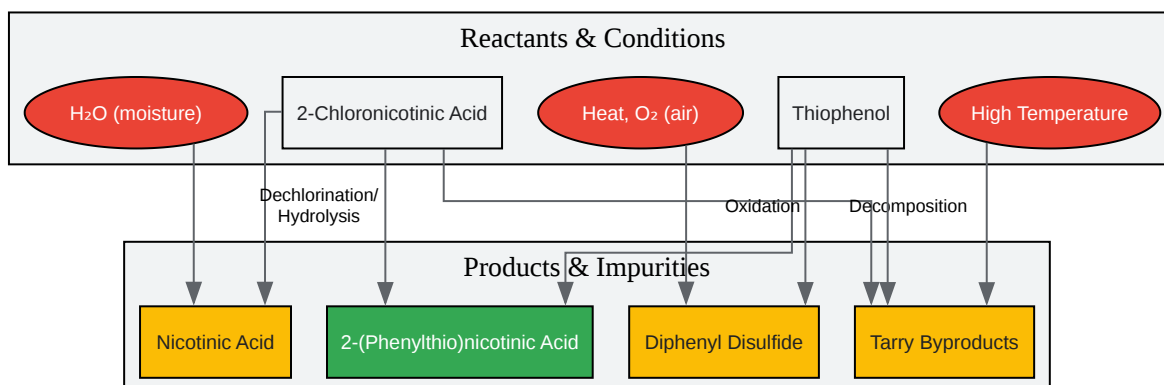 Reactants & Conditions
H₂O (moisture)
2-Chloronicotinic Acid
Heat, O₂ (air)
Thiophenol
High Temperature
Dechlorination/
Hydrolysis
Oxidation
Decomposition
Products & Impurities
Nicotinic Acid
2-(Phenylthio)nicotinic Acid
Diphenyl Disulfide
Tarry Byproducts